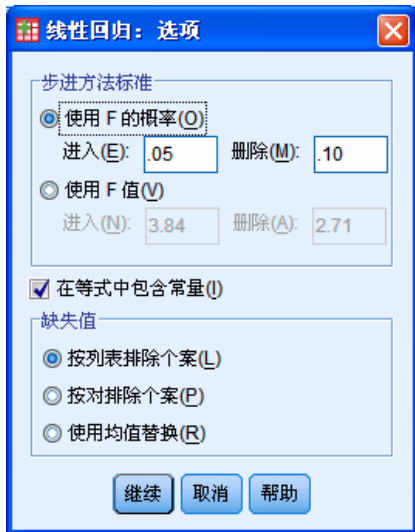 线性回归：选项
步进方法标准
使用 F 的概率(O)
进入(E): .05 删除(M): .10
使用 F 值(V)
进入(N): 3.84 删除(A): 2.71
在等式中包含常量(I)
缺失值
按列表排除个案(L)
按对排除个案(P)
使用均值替换(R)
继续 取消 帮助